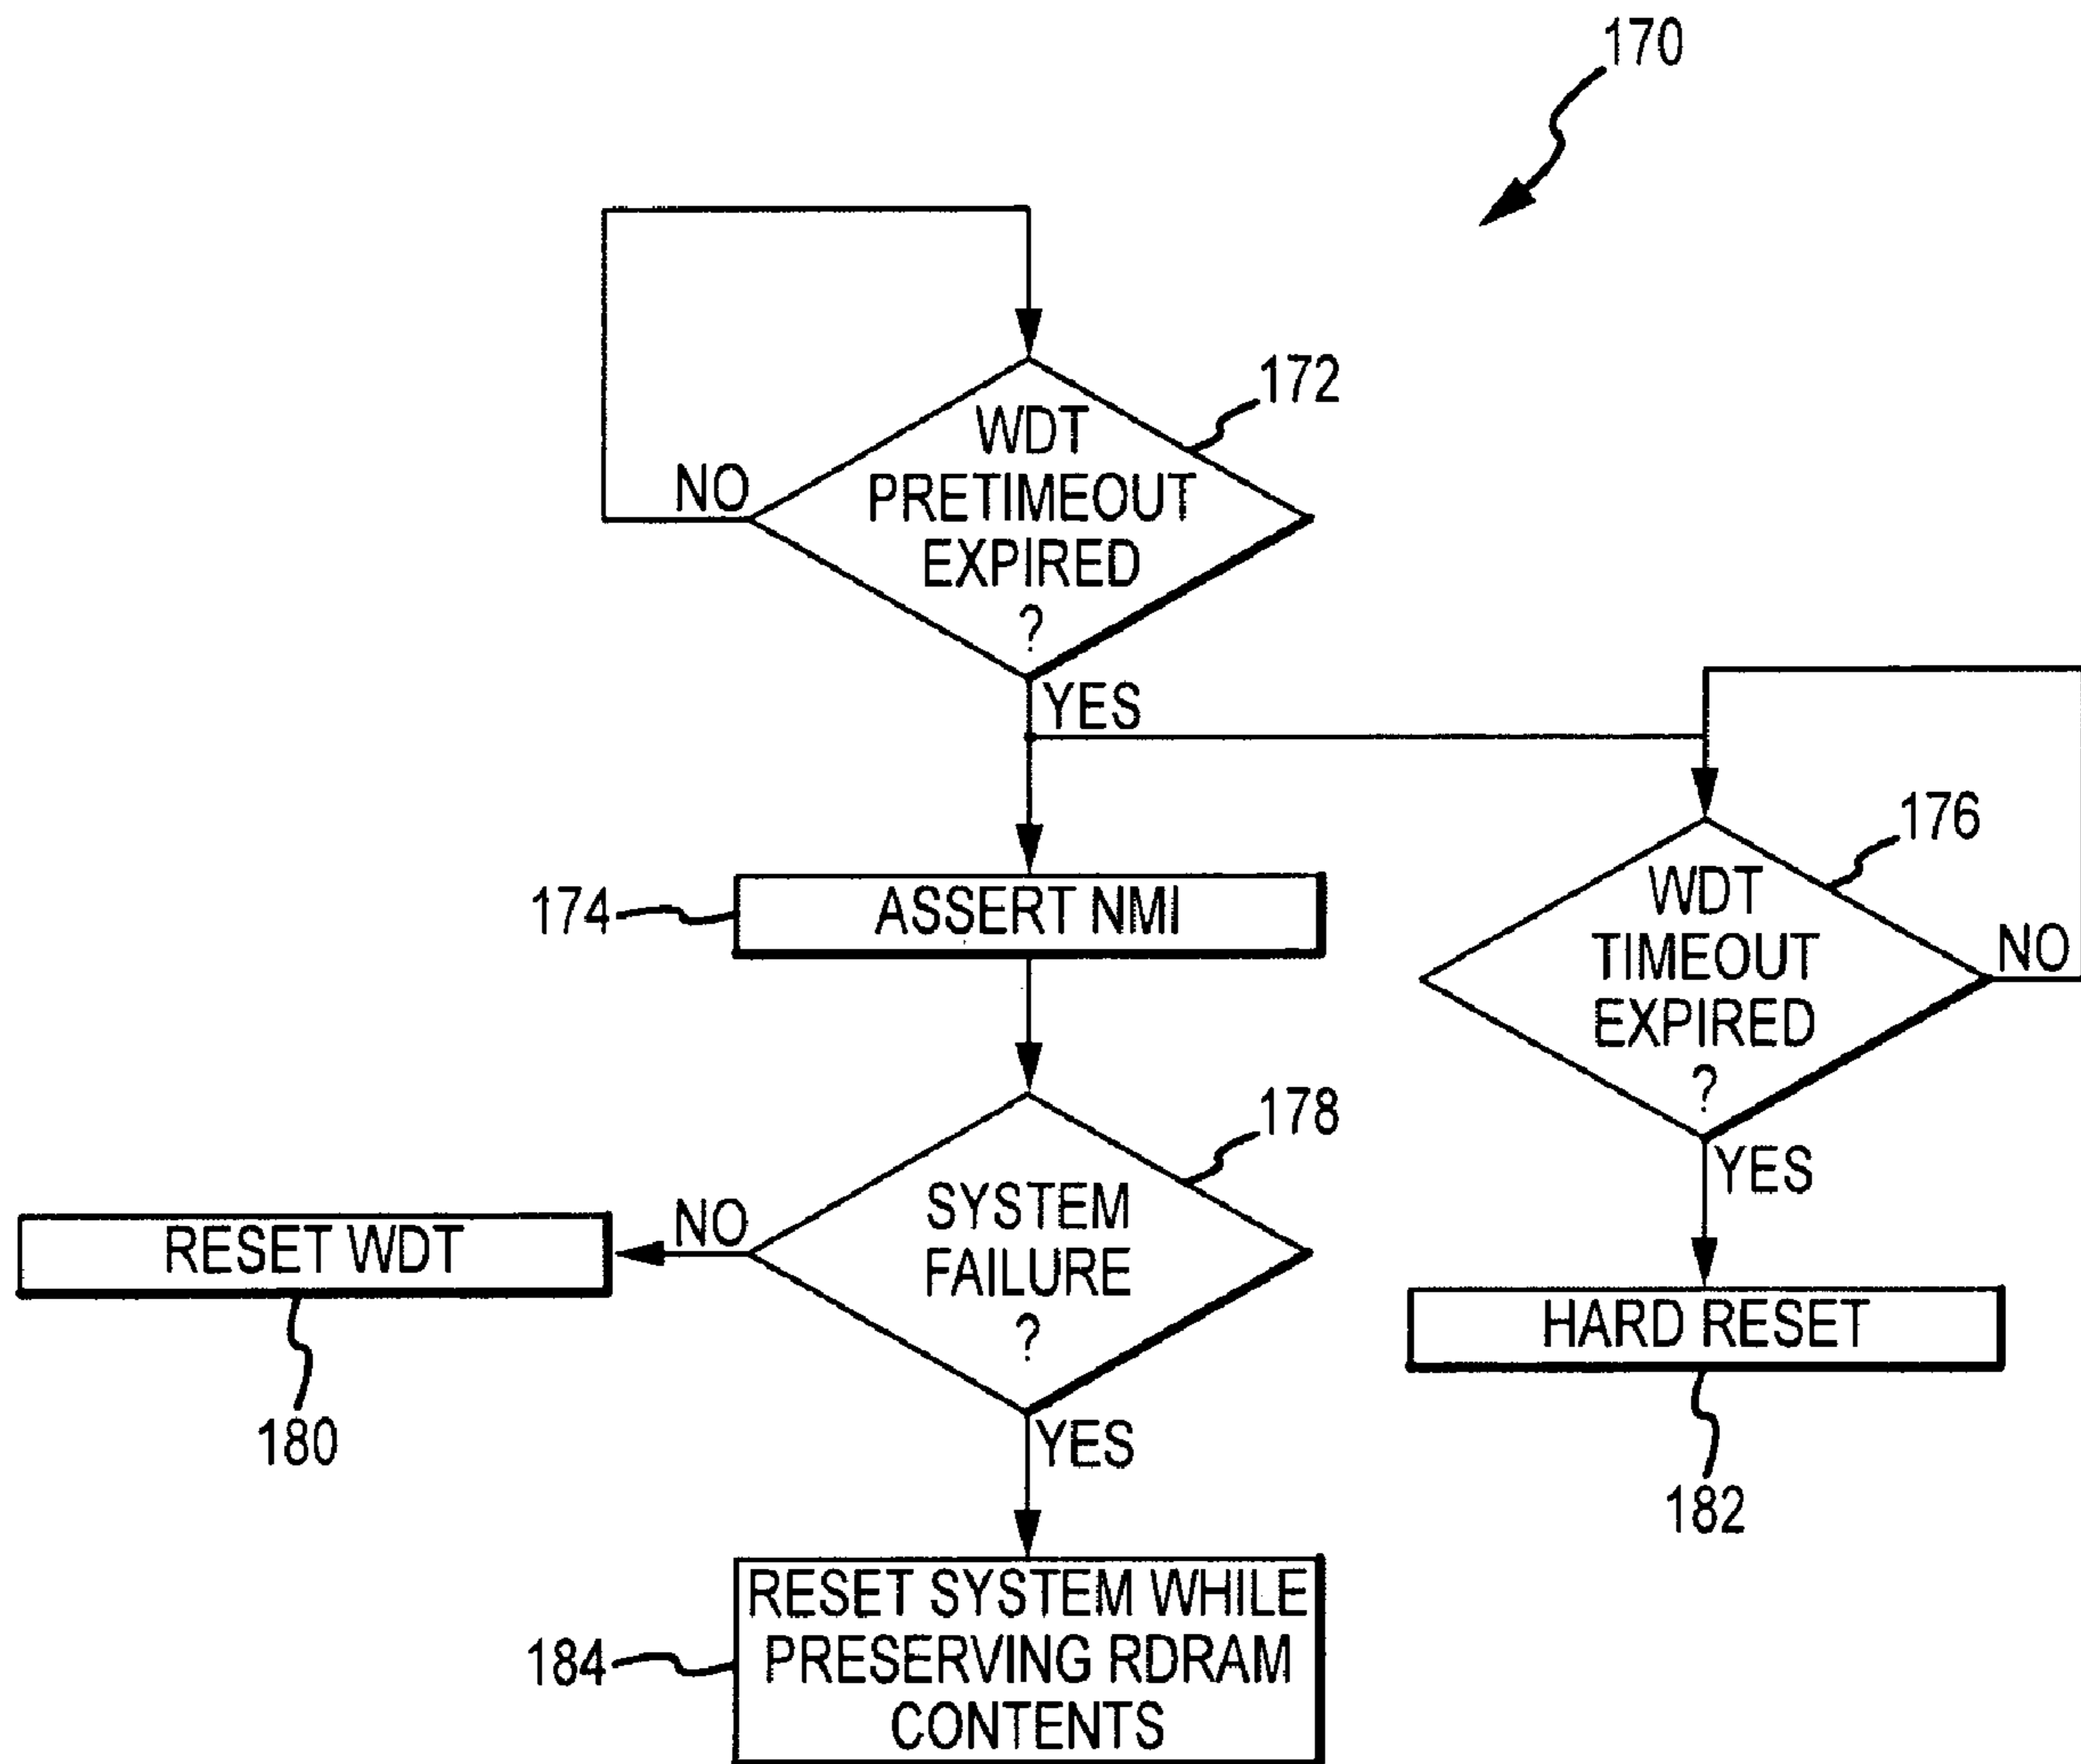 170
172
WDT
PRETIMEOUT
EXPIRED
?
NO
YES
176
WDT
TIMEOUT
EXPIRED
?
NO
YES
174
ASSERT NMI
178
SYSTEM
FAILURE
?
NO
YES
RESET WDT
180
HARD RESET
182
184
RESET SYSTEM WHILE
PRESERVING RDRAM
CONTENTS